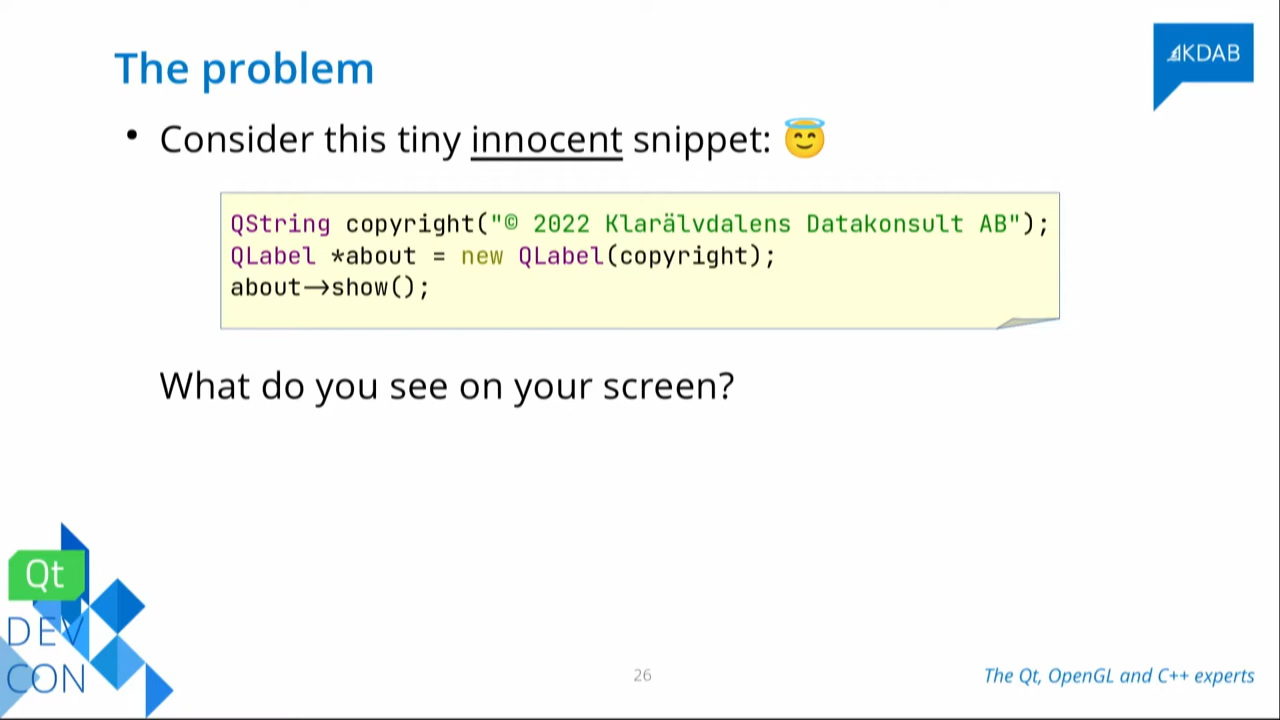 The problem
KDAB
• Consider this tiny innocent snippet: 😇
QString copyright("© 2022 Klarälvdalens Datakonsult AB");
QLabel *about = new QLabel(copyright);
about->show();
What do you see on your screen?
Qt
DEV
CON
26
The Qt, OpenGL and C++ experts